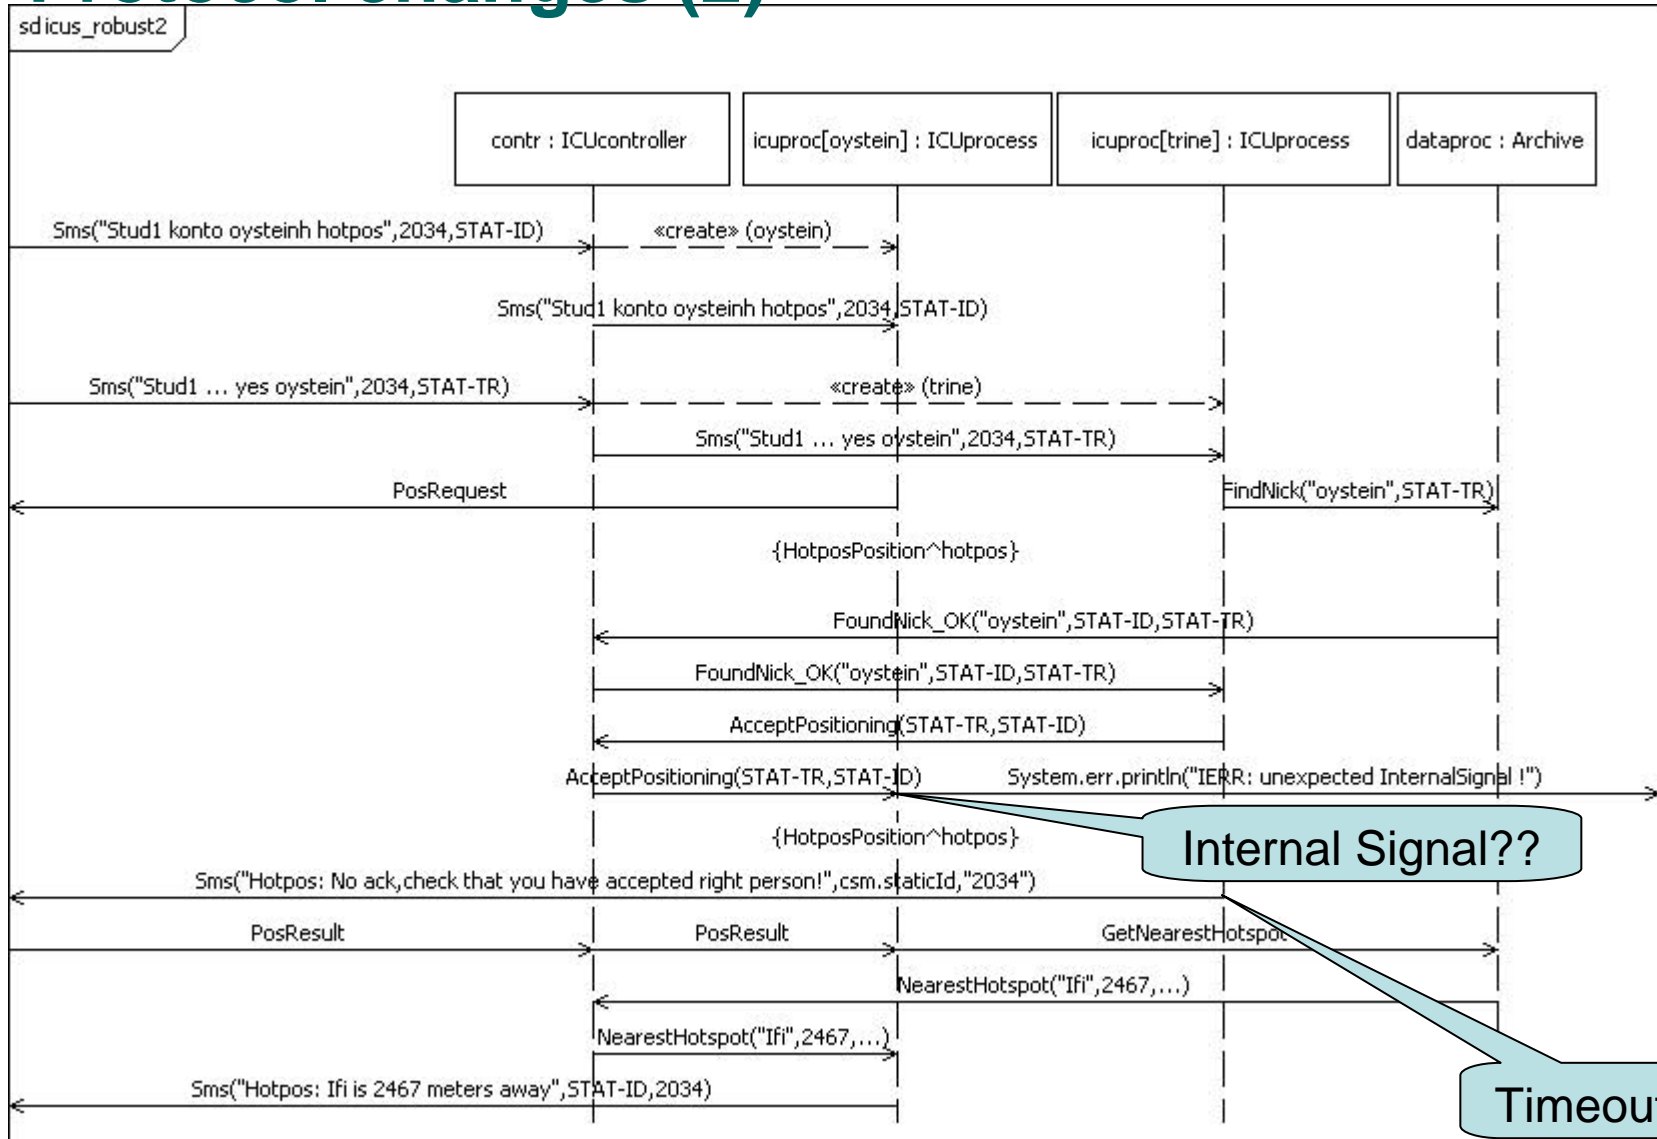 Protocol changes (2)
sd icus_robust2
contr : ICUcontroller
icuproc[oystein] : ICUprocess
icuproc[trine] : ICUprocess
dataproc : Archive
Sms("Stud1 konto oysteinh hotpos",2034,STAT-ID)
«create» (oystein)
Sms("Stud1 konto oysteinh hotpos",2034,STAT-ID)
Sms("Stud1 ... yes oystein",2034,STAT-TR)
«create» (trine)
Sms("Stud1 ... yes oystein",2034,STAT-TR)
PosRequest
FindNick("oystein",STAT-TR)
{HotposPosition^hotpos}
FoundNick_OK("oystein",STAT-ID,STAT-TR)
FoundNick_OK("oystein",STAT-ID,STAT-TR)
AcceptPositioning(STAT-TR,STAT-ID)
AcceptPositioning(STAT-TR,STAT-ID)
System.err.println("IERR: unexpected InternalSignal !")
Internal Signal??
{HotposPosition^hotpos}
Sms("Hotpos: No ack,check that you have accepted right person!",csm.staticId,"2034")
PosResult
PosResult
GetNearestHotspot
NearestHotspot("Ifi",2467,...)
NearestHotspot("Ifi",2467,...)
Sms("Hotpos: Ifi is 2467 meters away",STAT-ID,2034)
Timeout